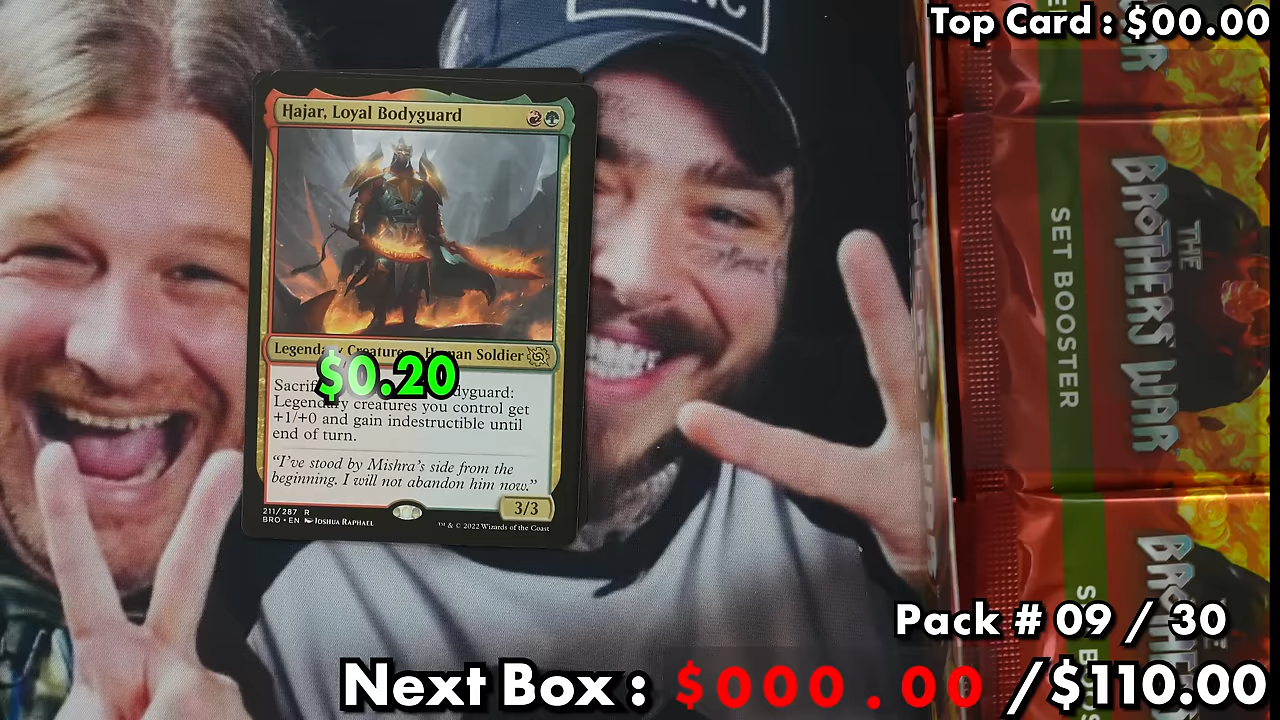 Top Card : $00.00
Hajar, Loyal Bodyguard
Legendary Creature Human Soldier
$0.20
Legendary creatures you control get
+1/+0 and gain indestructible until
end of turn.
"I've stood by Mishra's side from the
beginning. I will not abandon him now."
3/3
211/287 R
BRO • EN Joshua Raphael
™ & © 2022 Wizards of the Coast
THE
BROTHERS WAR
SET BOOSTER
Pack # 09 / 30
Next Box : $000.00 /$110.00